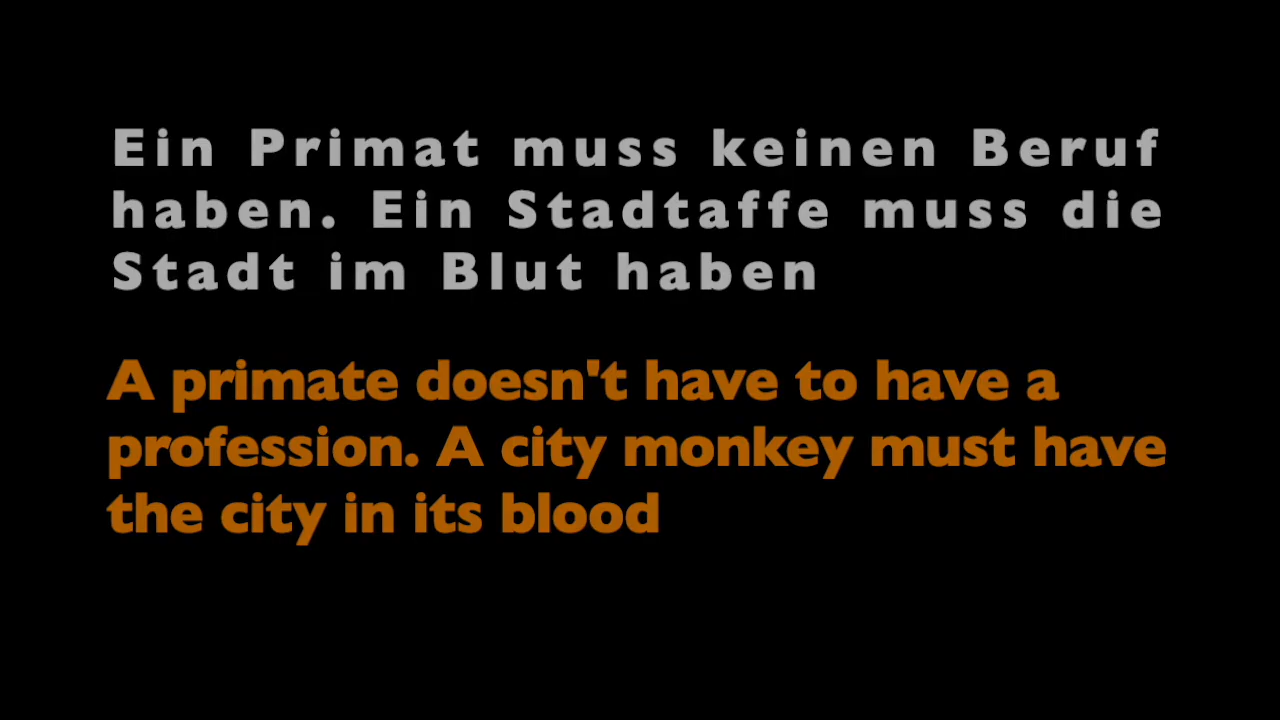 Ein Primat muss keinen Beruf
haben. Ein Stadtaffe muss die
Stadt im Blut haben
A primate doesn't have to have a
profession. A city monkey must have
the city in its blood